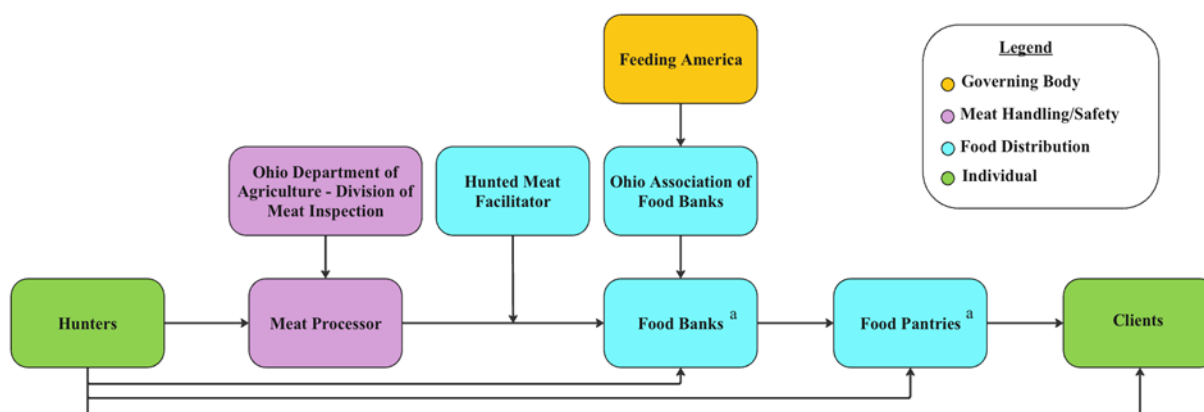 Feeding America
Legend
Governing Body
Meat Handling/Safety
Food Distribution
Individual
Ohio Department of
Agriculture - Division of
Meat Inspection
Hunted Meat
Facilitator
Ohio Association of
Food Banks
Hunters
Meat Processor
Food Banks a
Food Pantries a
Clients